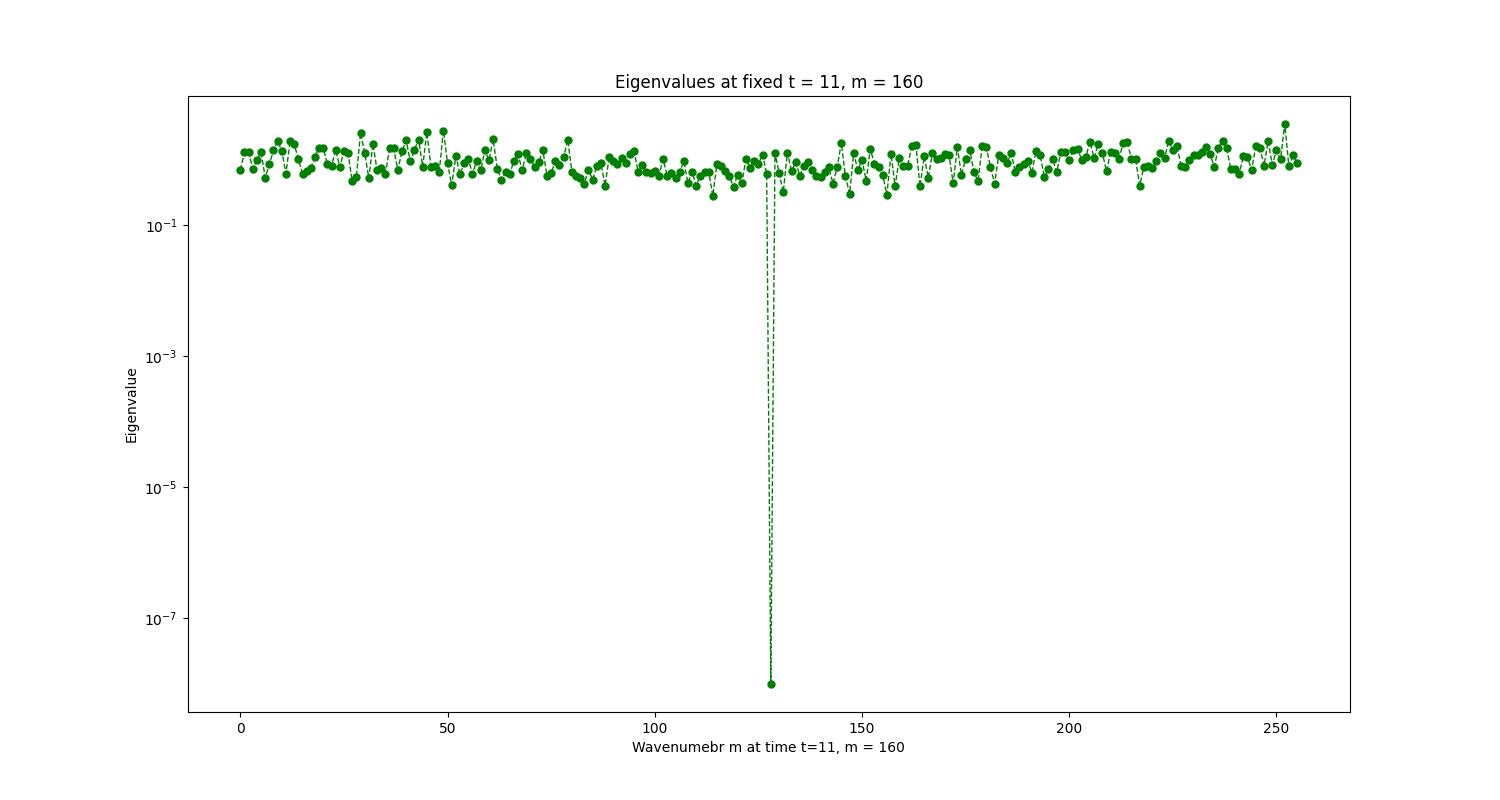 Eigenvalues at fixed t = 11, m = 160
Eigenvalue
10⁻¹
10⁻³
10⁻⁵
10⁻⁷
0 50 100 150 200 250
Wavenumebr m at time t=11, m = 160